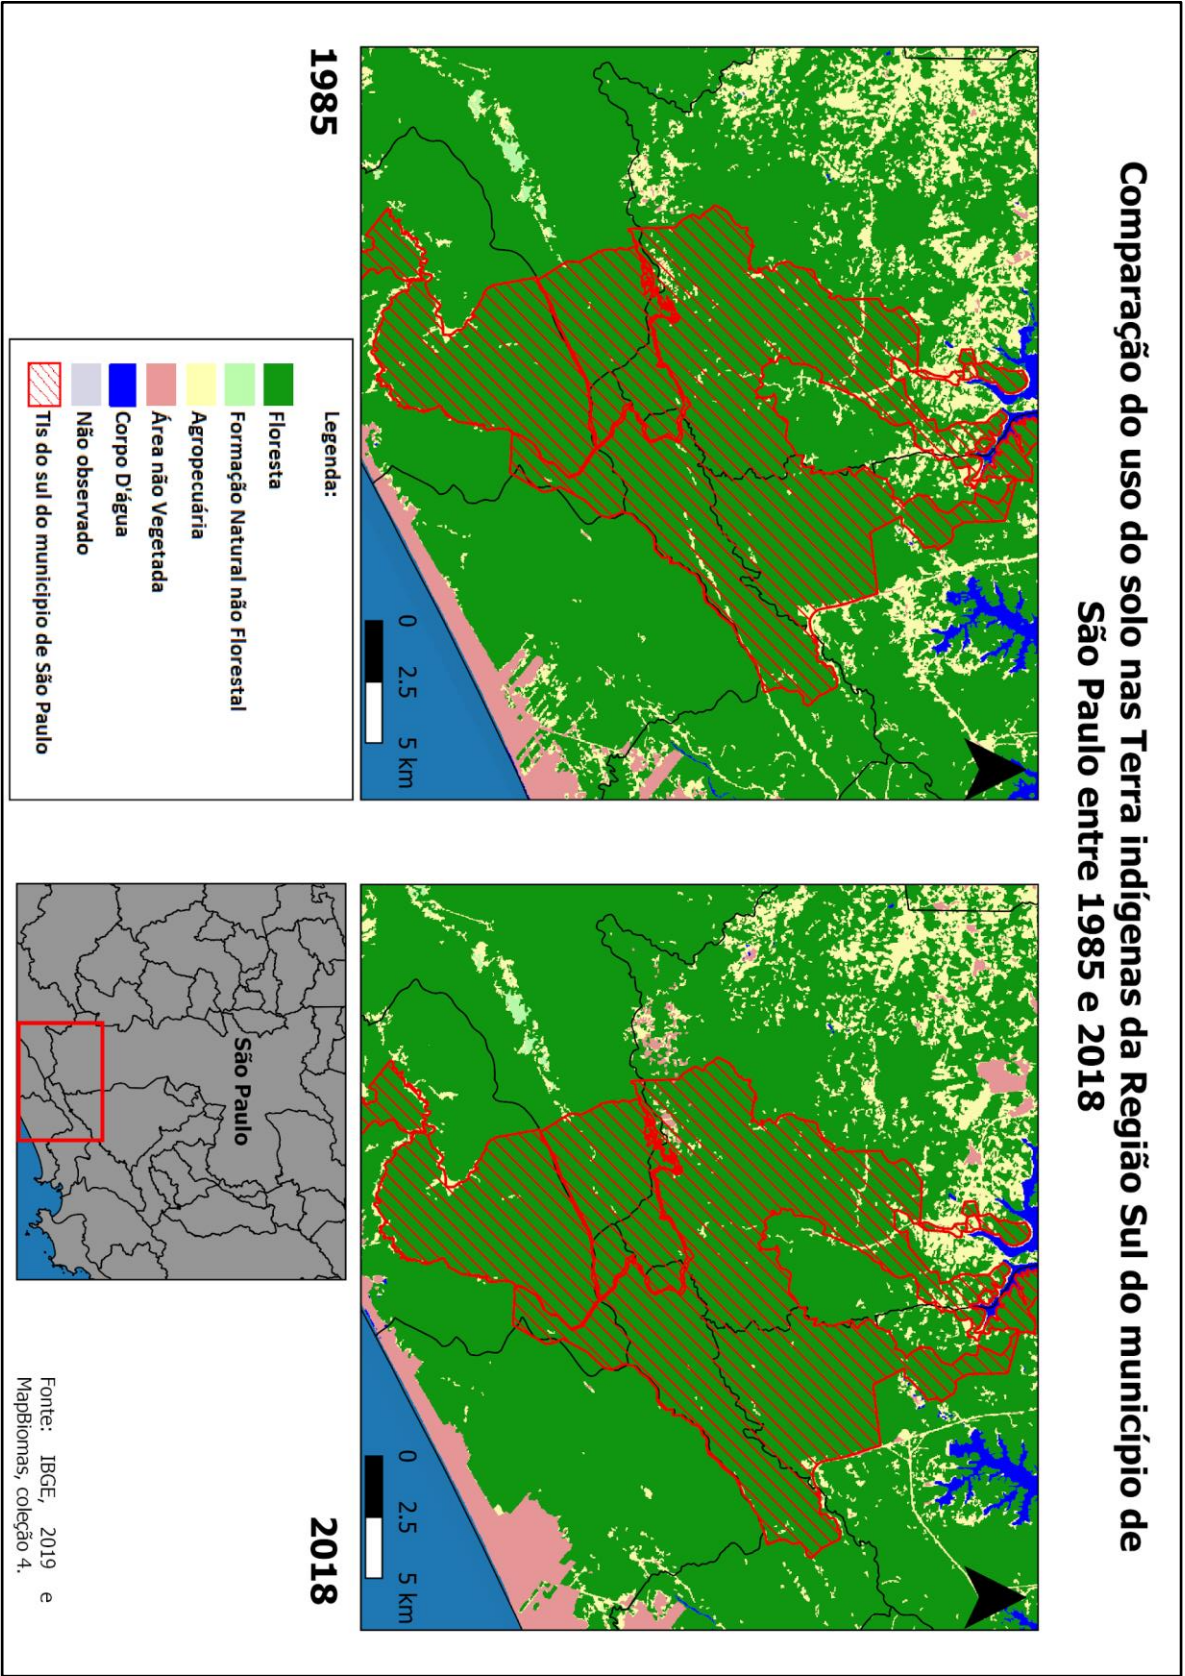 Comparação do uso do solo nas Terra indígenas da Região Sul do município de
São Paulo entre 1985 e 2018
0 2.5 5 km
0 2.5 5 km
1985
2018
Legenda:
Floresta
Formação Natural não Florestal
Agropecuária
Área não Vegetada
Corpo D'água
Não observado
TIs do sul do municipio de São Paulo
São Paulo
Fonte: IBGE, 2019 e
MapBiomas, coleção 4.